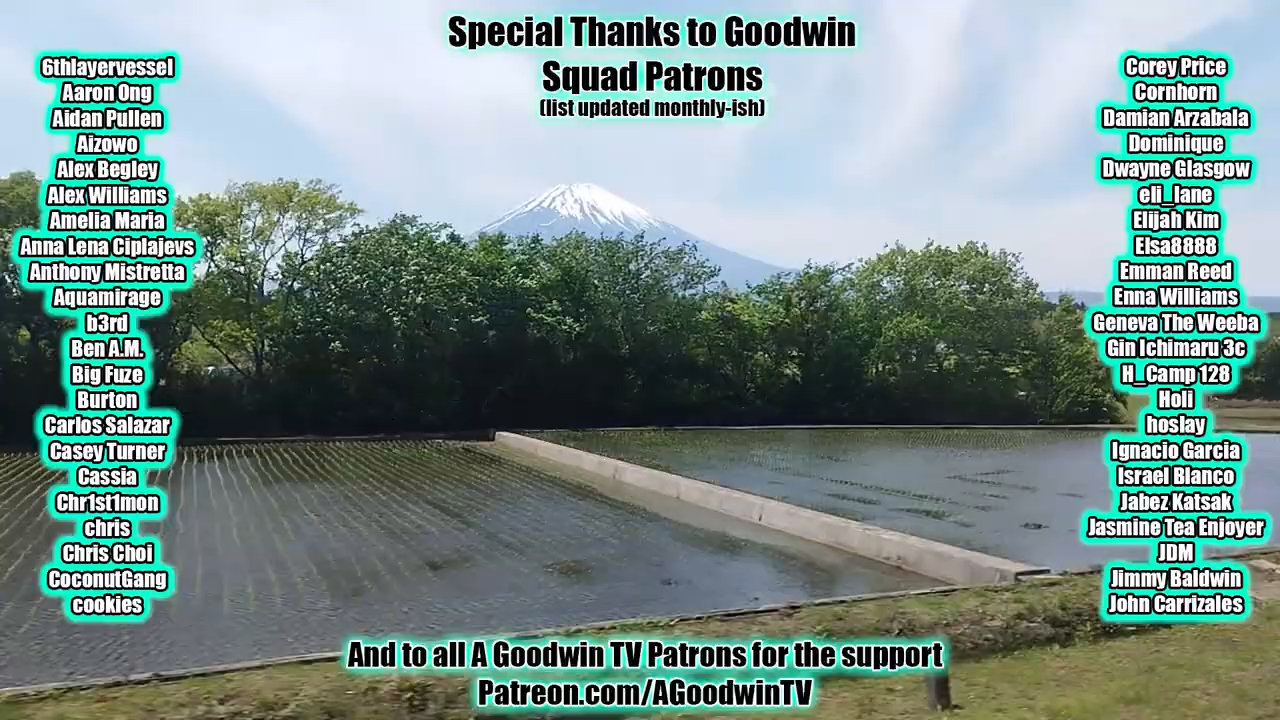 Special Thanks to Goodwin
Squad Patrons
(list updated monthly-ish)
6thlayervessel
Aaron Ong
Aidan Pullen
Aizowo
Alex Begley
Alex Williams
Amelia Maria
Anna Lena Ciplajevs
Anthony Mistretta
Aquamirage
b3rd
Ben A.M.
Big Fuze
Burton
Carlos Salazar
Casey Turner
Cassia
Chr1st1mon
chris
Chris Choi
CoconutGang
cookies
Corey Price
Cornhorn
Damian Arzabala
Dominique
Dwayne Glasgow
eli_lane
Elijah Kim
Elsa8888
Emman Reed
Enna Williams
Geneva The Weeba
Gin Ichimaru 3c
H_Camp 128
Holi
hoslay
Ignacio Garcia
Israel Blanco
Jabez Katsak
Jasmine Tea Enjoyer
JDM
Jimmy Baldwin
John Carrizales
And to all A Goodwin TV Patrons for the support
Patreon.com/AGoodwinTV